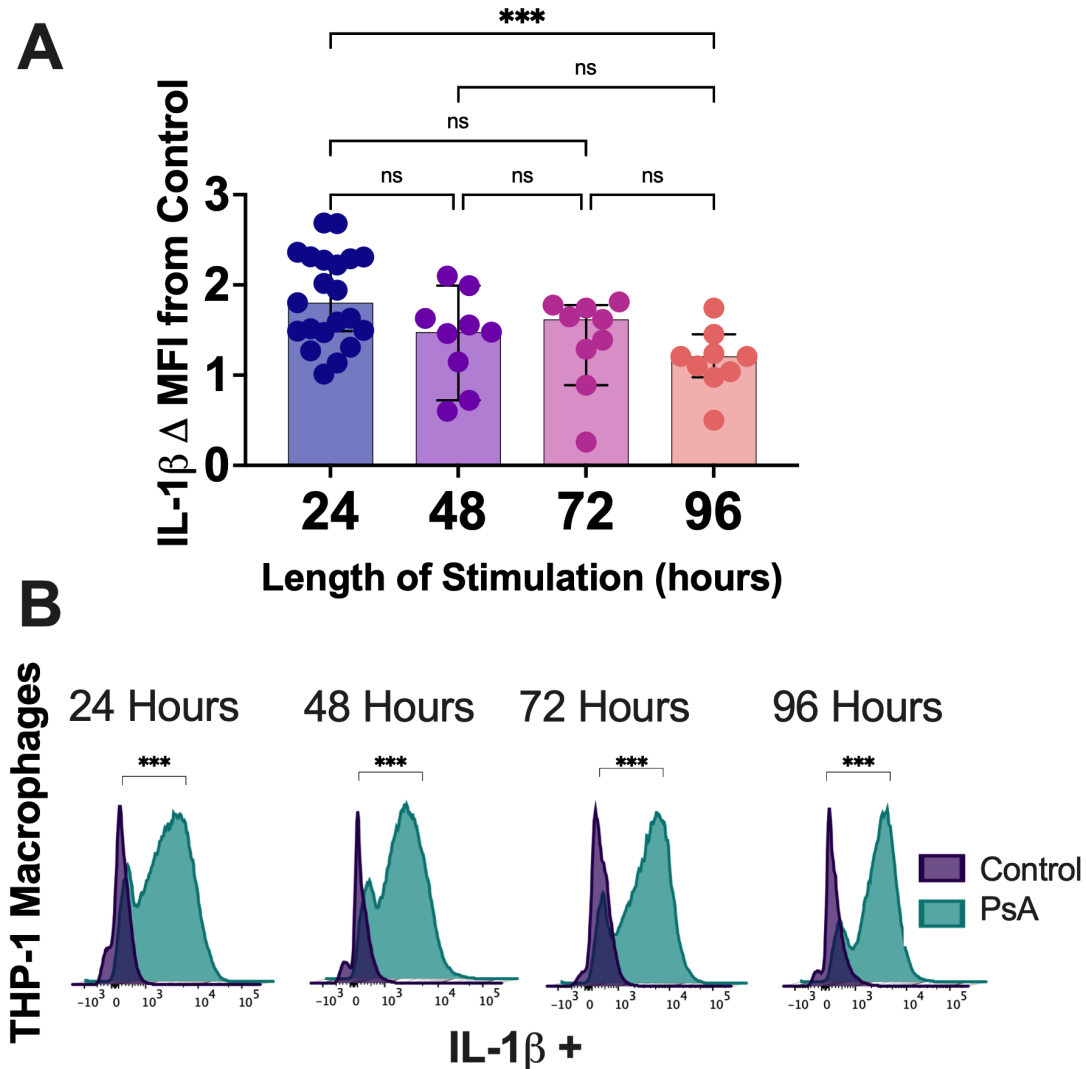 A
***
ns
ns
ns
ns
ns
IL-1β Δ MFI from Control
3
2
1
0
24
48
72
96
Length of Stimulation (hours)
B
THP-1 Macrophages
24 Hours
48 Hours
72 Hours
96 Hours
***
***
***
***
Control
PsA
-10³ 0 10³ 10⁴ 10⁵
-10³ 0 10³ 10⁴ 10⁵
-10³ 0 10³ 10⁴ 10⁵
-10³ 0 10³ 10⁴ 10⁵
IL-1β +